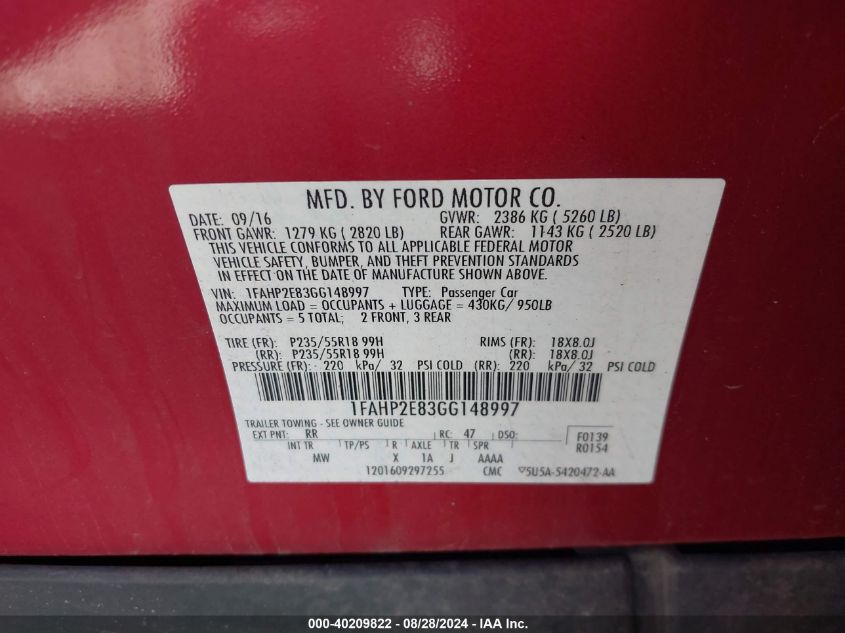 MFD. BY FORD MOTOR CO.
DATE: 09/16 GVWR: 2386 KG ( 5260 LB)
FRONT GAWR: 1279 KG ( 2820 LB) REAR GAWR: 1143 KG ( 2520 LB)
THIS VEHICLE CONFORMS TO ALL APPLICABLE FEDERAL MOTOR
VEHICLE SAFETY, BUMPER, AND THEFT PREVENTION STANDARDS
IN EFFECT ON THE DATE OF MANUFACTURE SHOWN ABOVE.
VIN: 1FAHP2E83GG148997 TYPE: Passenger Car
MAXIMUM LOAD = OCCUPANTS + LUGGAGE = 430KG/ 950LB
OCCUPANTS = 5 TOTAL; 2 FRONT, 3 REAR
TIRE (FR): P235/55R18 99H RIMS (FR): 18X8.0J
(RR): P235/55R18 99H (RR): 18X8.0J
PRESSURE (FR): 220 kPa/ 32 PSI COLD (RR): 220 kPa/ 32 PSI COLD
1FAHP2E83GG148997
TRAILER TOWING - SEE OWNER GUIDE
EXT PNT: RR RC: 47 DSO: F0139
INT TR TP/PS R AXLE TR SPR R0154
MW X 1A J AAAA
1201609297255 CMC 5U5A-5420472-AA
000-40209822 - 08/28/2024 - IAA Inc.